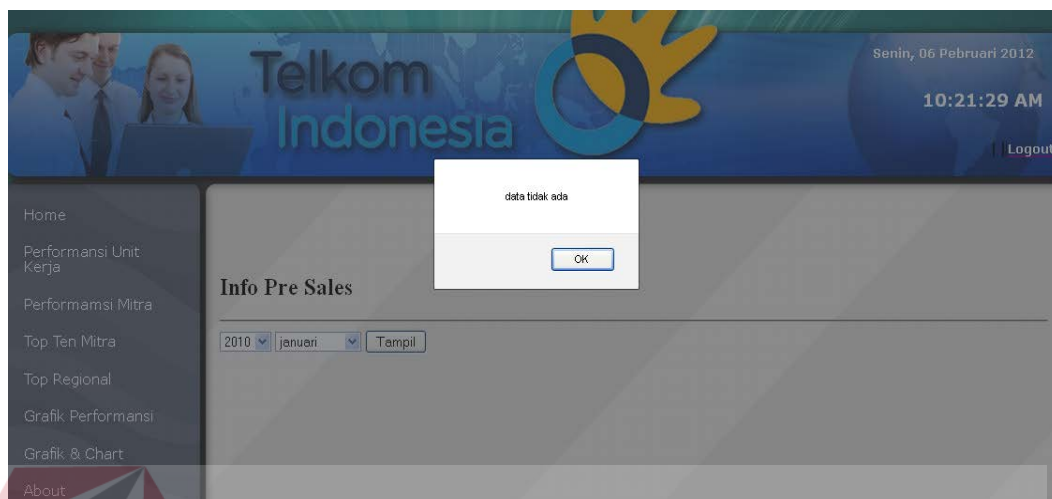 Telkom
Indonesia
Senin, 06 Pebruari 2012
10:21:29 AM
| |Logout
data tidak ada
OK
Home
Performansi Unit
Kerja
Performamsi Mitra
Top Ten Mitra
Top Regional
Grafik Performansi
Grafik & Chart
About
Info Pre Sales
2010 januari Tampil